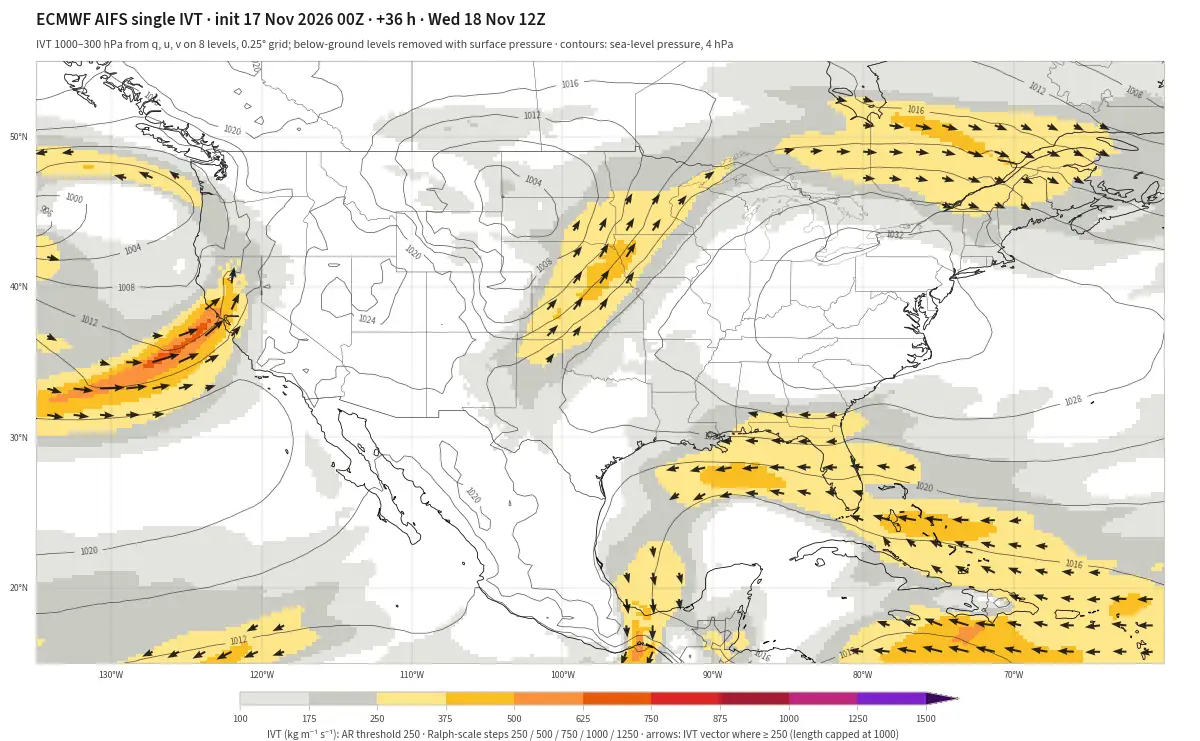 ECMWF AIFS single IVT · init 17 Nov 2026 00Z · +36 h · Wed 18 Nov 12Z
IVT 1000–300 hPa from q, u, v on 8 levels, 0.25° grid; below-ground levels removed with surface pressure · contours: sea-level pressure, 4 hPa
1016
1012
1008
1020
1012
1016
50°N
1004
1000
996
1032
1004
1020
1008
40°N
1008
1012
1024
1028
30°N
1020
1020
1020
1016
20°N
1012
1016
130°W 120°W 110°W 100°W 90°W 80°W 70°W
100 175 250 375 500 625 750 875 1000 1250 1500
IVT (kg m⁻¹ s⁻¹): AR threshold 250 · Ralph-scale steps 250 / 500 / 750 / 1000 / 1250 · arrows: IVT vector where ≥ 250 (length capped at 1000)